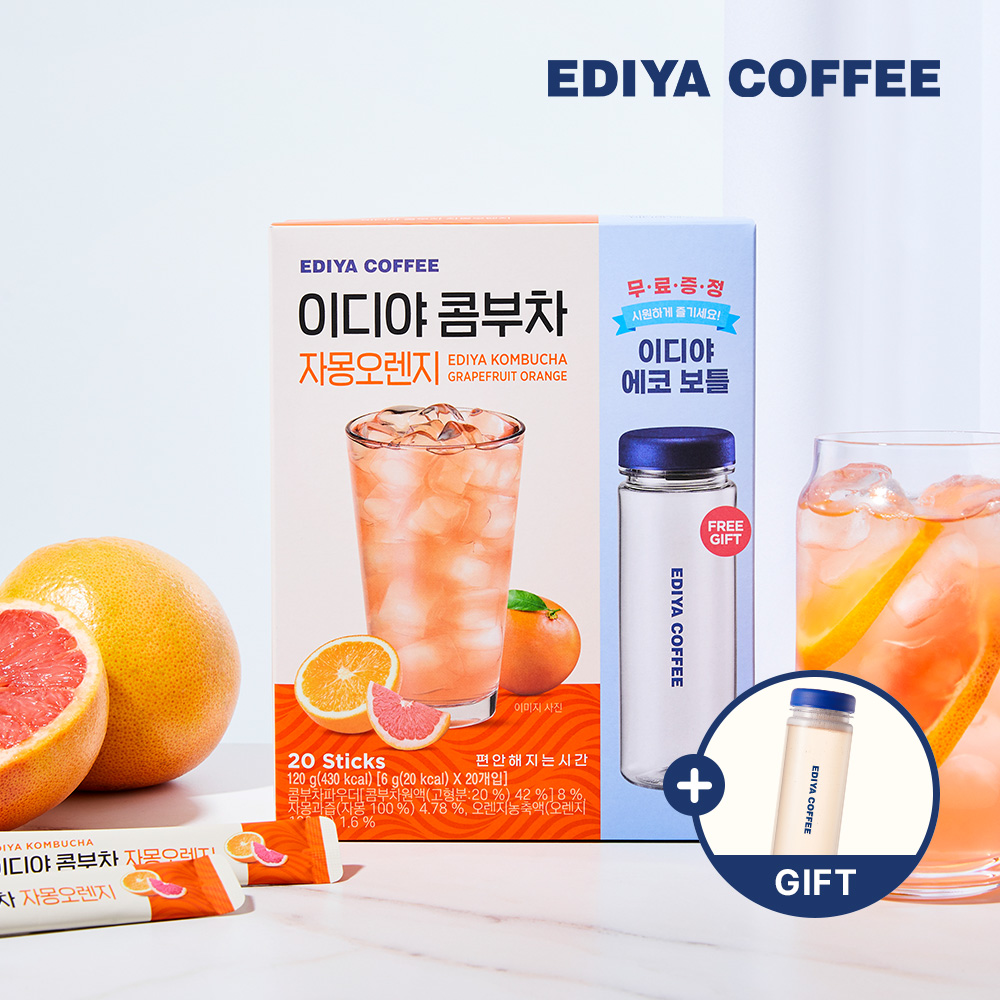 EDIYA COFFEE
EDIYA COFFEE
이디야 콤부차
자몽오렌지
EDIYA KOMBUCHA
GRAPEFRUIT ORANGE
이미지 사진
20 Sticks
편안해지는시간
120 g(430 kcal) [6 g(20 kcal) X 20개입]
콤부차파우더[콤부차원액(고형분:20 %) 42 %] 8 %,
자몽과즙(자몽 100 %) 4.78 %, 오렌지농축액(오렌지
1.6 %
무·료·증·정
시원하게 즐기세요!
이디야
에코 보틀
FREE
GIFT
EDIYA COFFEE
EDIYA COFFEE
+
GIFT
KOMBUCHA
이디야 콤부차 자몽오렌지
차 자몽오렌지